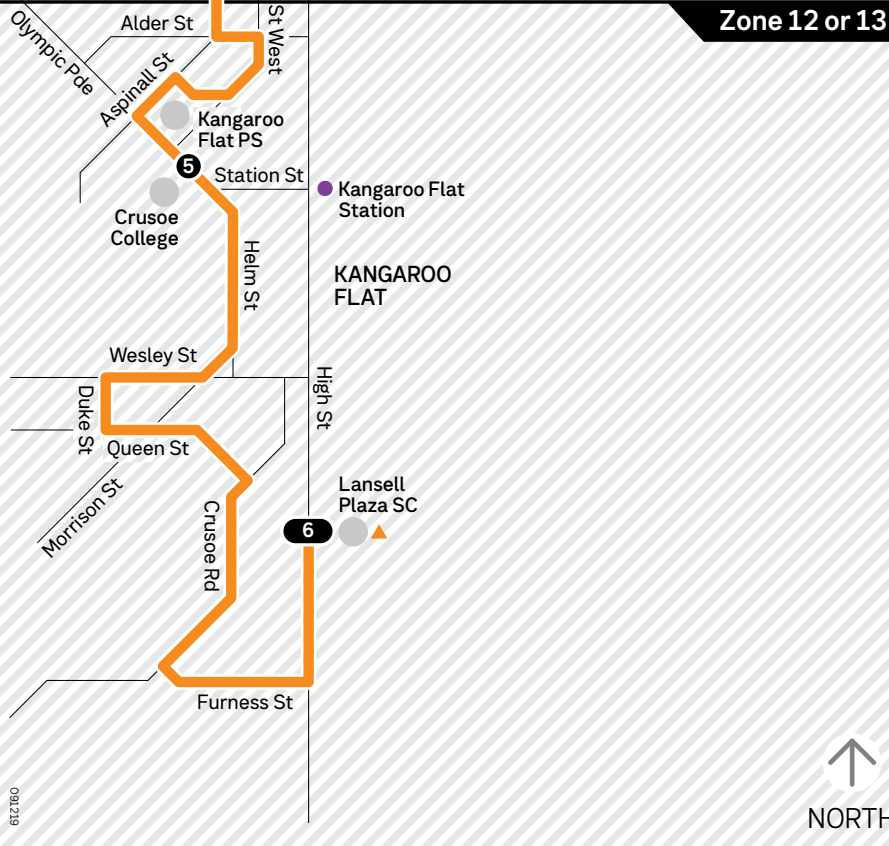 Zone 12 or 13
Olympic Pde
Alder St
St West
Aspinall St
Kangaroo
Flat PS
5
Station St
Kangaroo Flat
Station
Crusoe
College
Helm St
KANGAROO
FLAT
Wesley St
High St
Duke St
Queen St
Morrison St
Lansell
Plaza SC
6
Crusoe Rd
Furness St
NORTH
091219